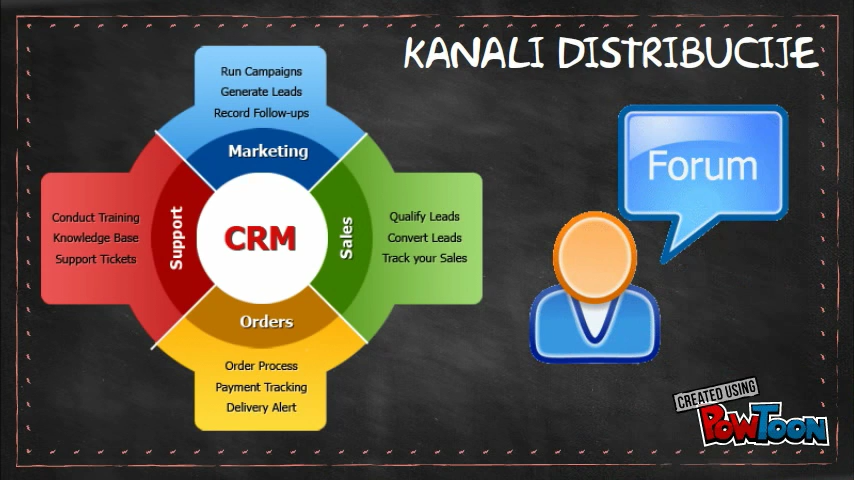 KANALI DISTRIBUCIJE
Run Campaigns
Generate Leads
Record Follow-ups
Marketing
Conduct Training
Knowledge Base
Support Tickets
Support
CRM
Sales
Qualify Leads
Convert Leads
Track your Sales
Orders
Order Process
Payment Tracking
Delivery Alert
Forum
CREATED USING
POWTOON